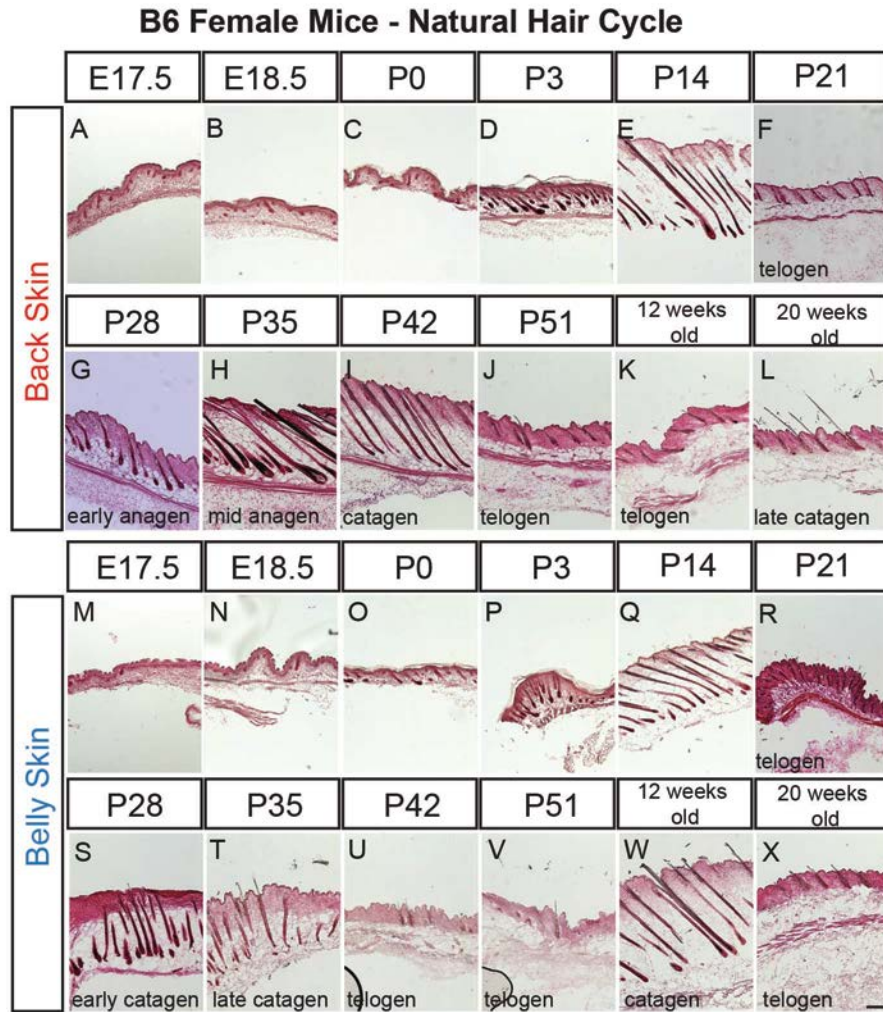 B6 Female Mice - Natural Hair Cycle
Back Skin
E17.5 E18.5 P0 P3 P14 P21
A B C D E F
telogen
P28 P35 P42 P51 12 weeks old 20 weeks old
G H I J K L
early anagen mid anagen catagen telogen telogen late catagen
Belly Skin
E17.5 E18.5 P0 P3 P14 P21
M N O P Q R
telogen
P28 P35 P42 P51 12 weeks old 20 weeks old
S T U V W X
early catagen late catagen telogen telogen catagen telogen